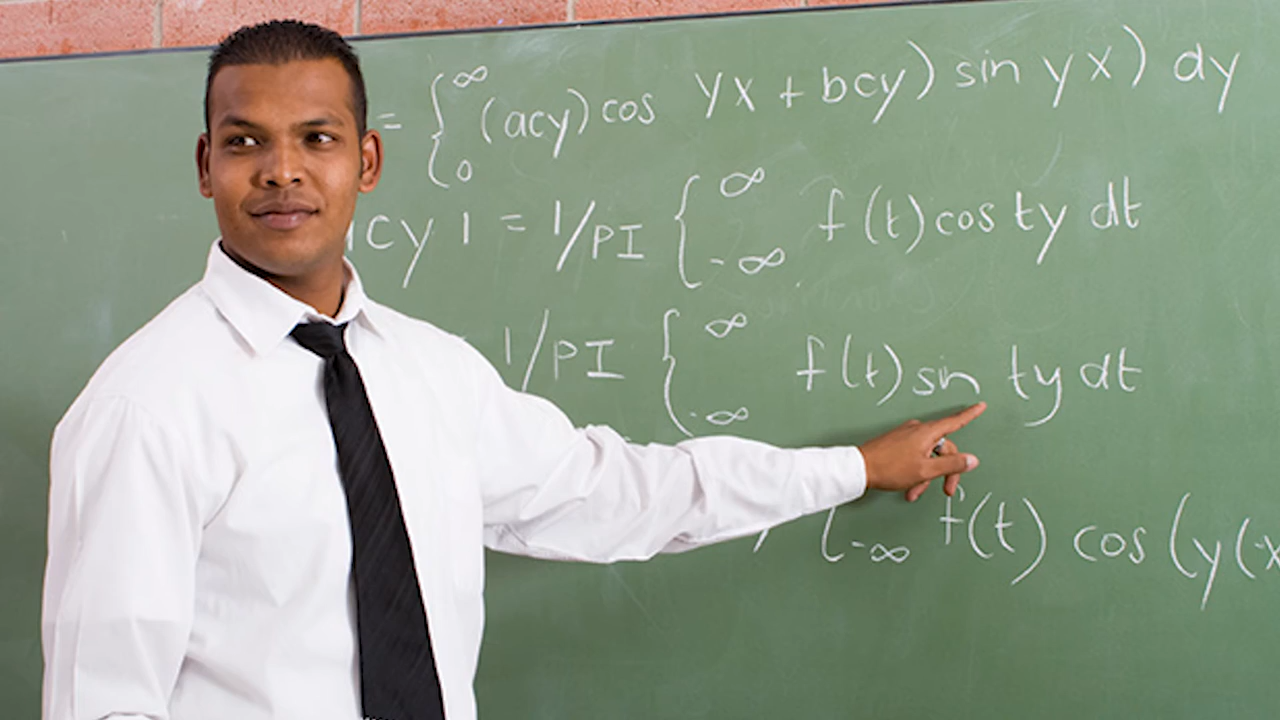 = ∫ ∞ 0 (acy) cos yx + bcy) sin yx) dy
acy 1 = 1/PI ∫ ∞ -∞ f(t) cos ty dt
1/PI ∫ ∞ -∞ f(t) sin ty dt
∫ -∞ f(t) cos (y(-x